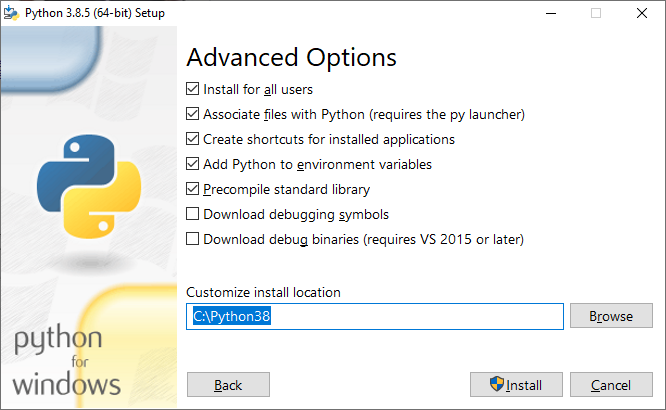 Python 3.8.5 (64-bit) Setup
Advanced Options
Install for all users
Associate files with Python (requires the py launcher)
Create shortcuts for installed applications
Add Python to environment variables
Precompile standard library
Download debugging symbols
Download debug binaries (requires VS 2015 or later)
Customize install location
C:\Python38
Browse
python
for
windows
Back
Install
Cancel